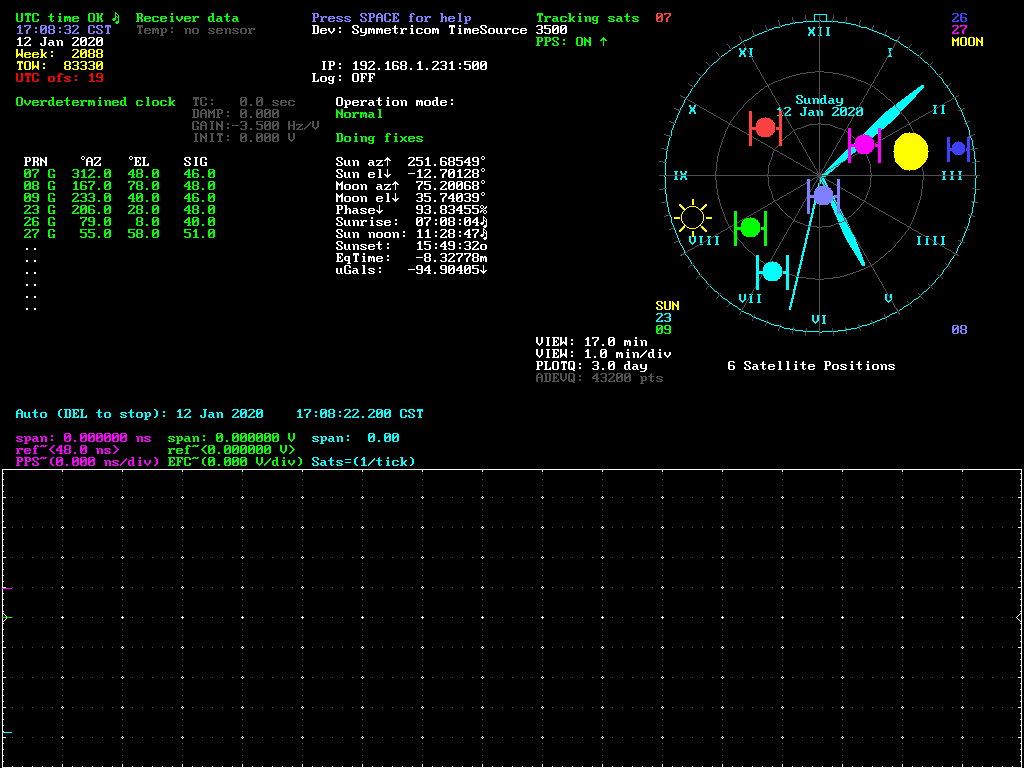 UTC time OK ♪ Receiver data Press SPACE for help Tracking sats 07 26
17:08:32 CST Temp: no sensor Dev: Symmetricom TimeSource 3500 27
12 Jan 2020 PPS: ON ↑ MOON
Week: 2088
TOW: 83330 IP: 192.168.1.231:500
UTC ofs: 19 Log: OFF
Overdetermined clock TC: 0.0 sec Operation mode:
DAMP: 0.000 Normal
GAIN:-3.500 Hz/V
INIT: 0.000 V Doing fixes
PRN °AZ °EL SIG Sun az↑ 251.68549°
07 G 312.0 48.0 46.0 Sun el↓ -12.70128°
08 G 167.0 78.0 48.0 Moon az↑ 75.20068°
09 G 233.0 40.0 46.0 Moon el↓ 35.74039°
23 G 206.0 28.0 48.0 Phase↓ 93.83455%
26 G 79.0 8.0 40.0 Sunrise: 07:08:04♪
27 G 55.0 58.0 51.0 Sun noon: 11:28:47♪
.. Sunset: 15:49:32o
.. EqTime: -8.32778m
.. uGals: -94.90405↓
..
..
..
XII
XI I
X II
Sunday
12 Jan 2020
IX III
VIII IIII
VII V
VI
SUN
23
09 08
VIEW: 17.0 min
VIEW: 1.0 min/div
PLOTQ: 3.0 day 6 Satellite Positions
ADEVQ: 43200 pts
Auto (DEL to stop): 12 Jan 2020 17:08:22.200 CST
span: 0.000000 ns span: 0.000000 V span: 0.00
ref~<48.0 ns> ref~<0.000000 V>
PPS~(0.000 ns/div) EFC~(0.000 V/div) Sats=(1/tick)